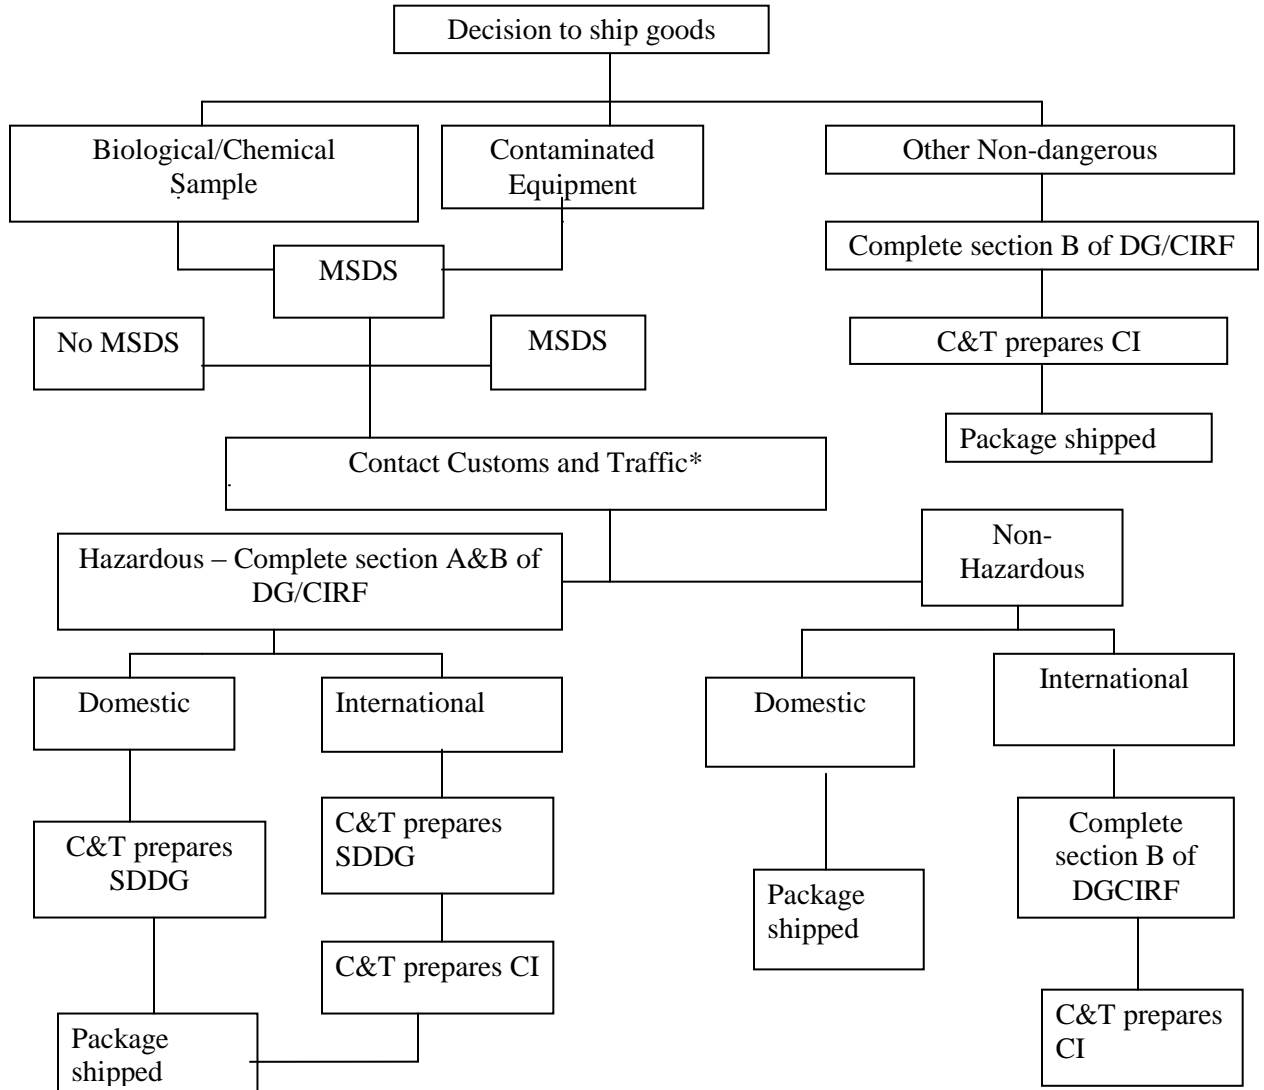 Decision to ship goods
Biological/Chemical
Sample
Contaminated
Equipment
Other Non-dangerous
Complete section B of DG/CIRF
MSDS
No MSDS
MSDS
C&T prepares CI
Package shipped
Contact Customs and Traffic*
Hazardous – Complete section A&B of
DG/CIRF
Non-
Hazardous
Domestic
International
Domestic
International
C&T prepares
SDDG
C&T prepares
SDDG
Package
shipped
Complete
section B of
DGCIRF
C&T prepares CI
Package
shipped
C&T prepares
CI